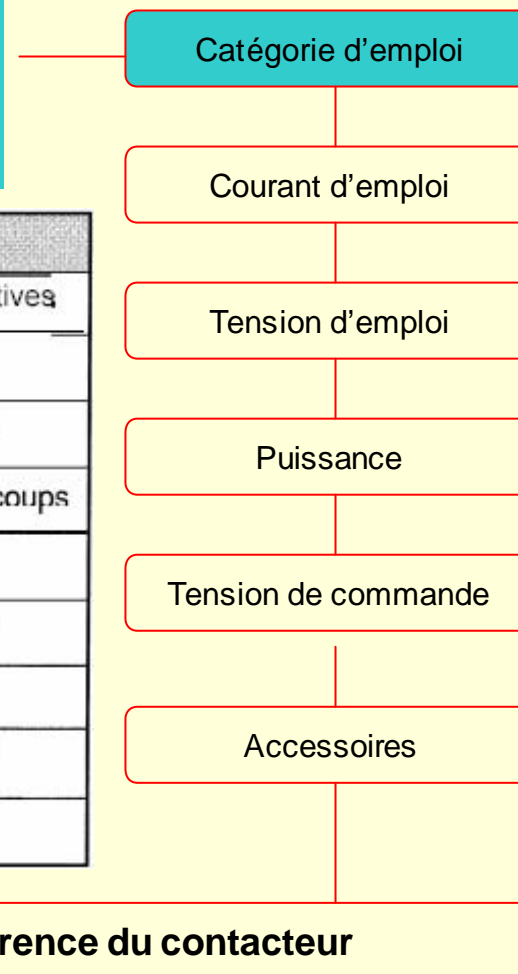 Catégorie d’emploi
Courant d’emploi
tives
Tension d’emploi
Puissance
coups
Tension de commande
Accessoires
rence du contacteur